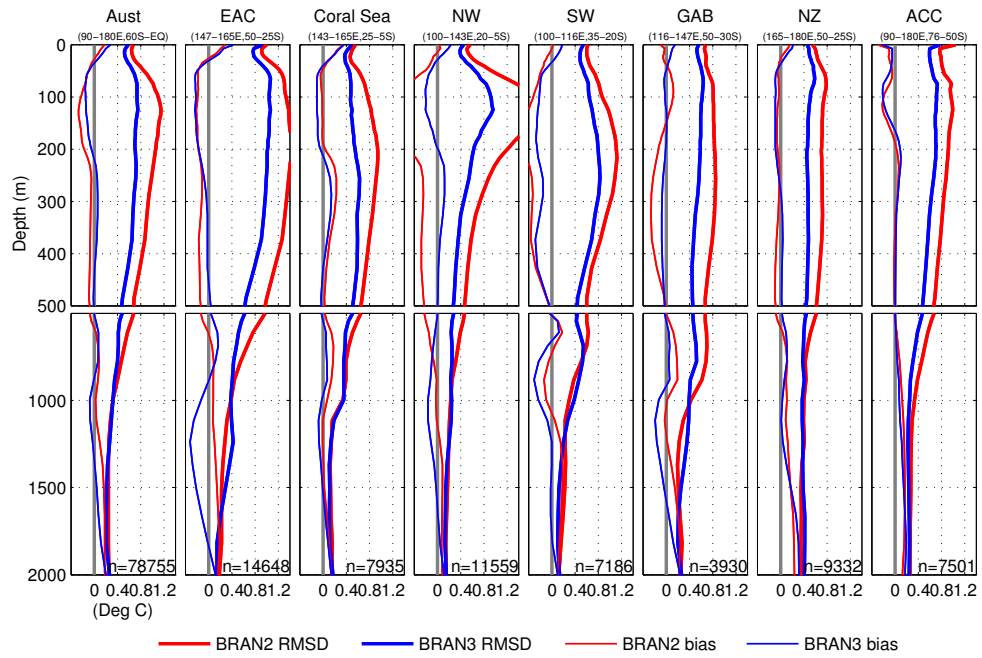 Aust EAC Coral Sea NW SW GAB NZ ACC
(90−180E,60S−EQ) (147−165E,50−25S) (143−165E,25−5S) (100−143E,20−5S) (100−116E,35−20S) (116−147E,50−30S) (165−180E,50−25S) (90−180E,76−50S)
0
100
200
300
400
500
Depth (m)
1000
1500
2000
n=78755 n=14648 n=7935 n=11559 n=7186 n=3930 n=9332 n=7501
0 0.40.81.2 0 0.40.81.2 0 0.40.81.2 0 0.40.81.2 0 0.40.81.2 0 0.40.81.2 0 0.40.81.2 0 0.40.81.2
(Deg C)
BRAN2 RMSD BRAN3 RMSD BRAN2 bias BRAN3 bias